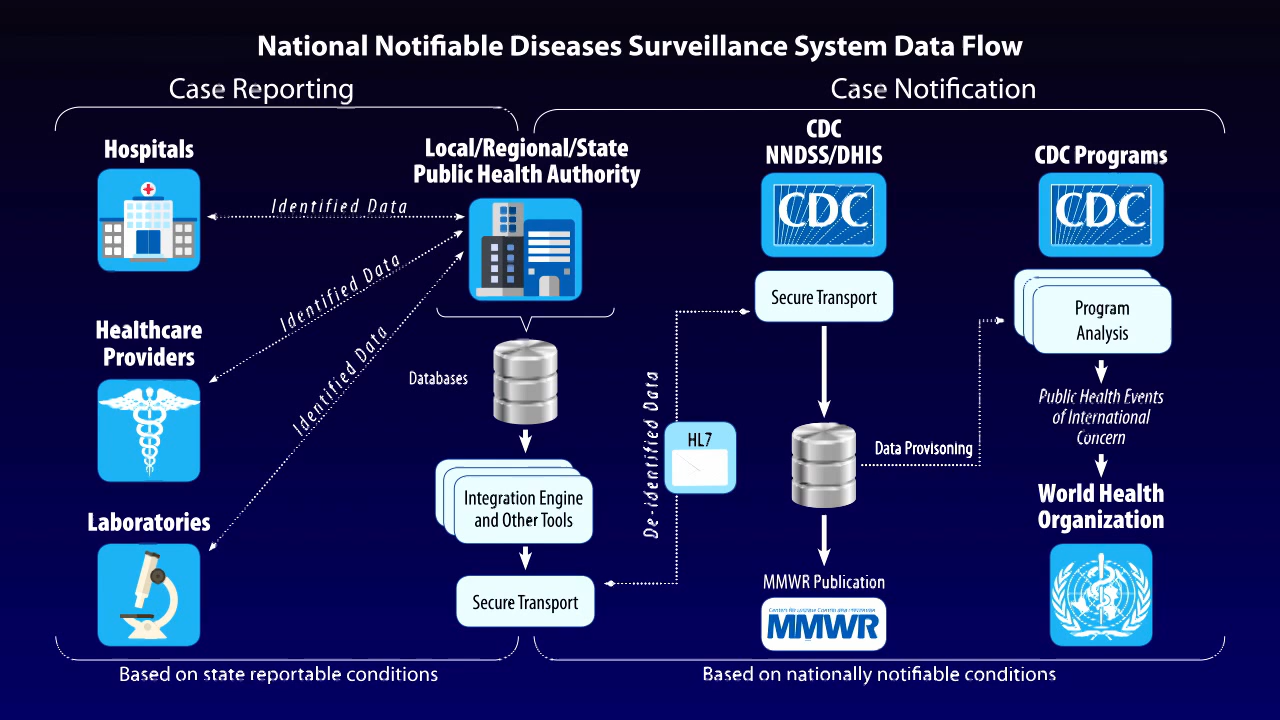 National Notifiable Diseases Surveillance System Data Flow
Case Reporting
Case Notification
Hospitals
Local/Regional/State
Public Health Authority
CDC
NNDSS/DHIS
CDC Programs
CDC
CDC
Identified Data
Identified Data
Identified Data
Healthcare
Providers
Laboratories
Databases
Integration Engine
and Other Tools
Secure Transport
De-identified Data
HL7
Secure Transport
Data Provisoning
MMWR Publication
MMWR
Program
Analysis
Public Health Events
of International
Concern
World Health
Organization
Based on state reportable conditions
Based on nationally notifiable conditions